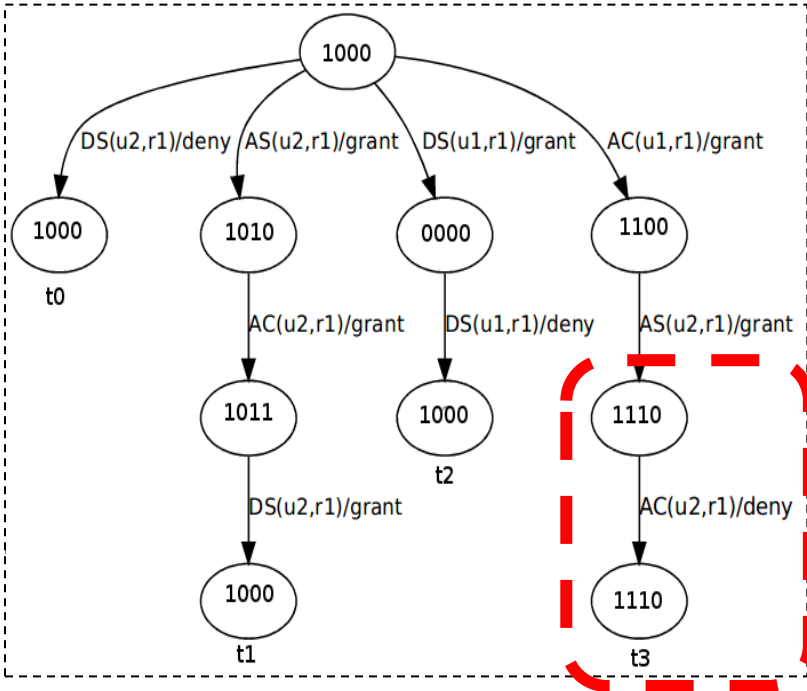 1000
DS(u2,r1)/deny AS(u2,r1)/grant DS(u1,r1)/grant AC(u1,r1)/grant
1000 1010 0000 1100
t0
AC(u2,r1)/grant DS(u1,r1)/deny AS(u2,r1)/grant
1011 1000 1110
t2
DS(u2,r1)/grant AC(u2,r1)/deny
1000 1110
t1 t3